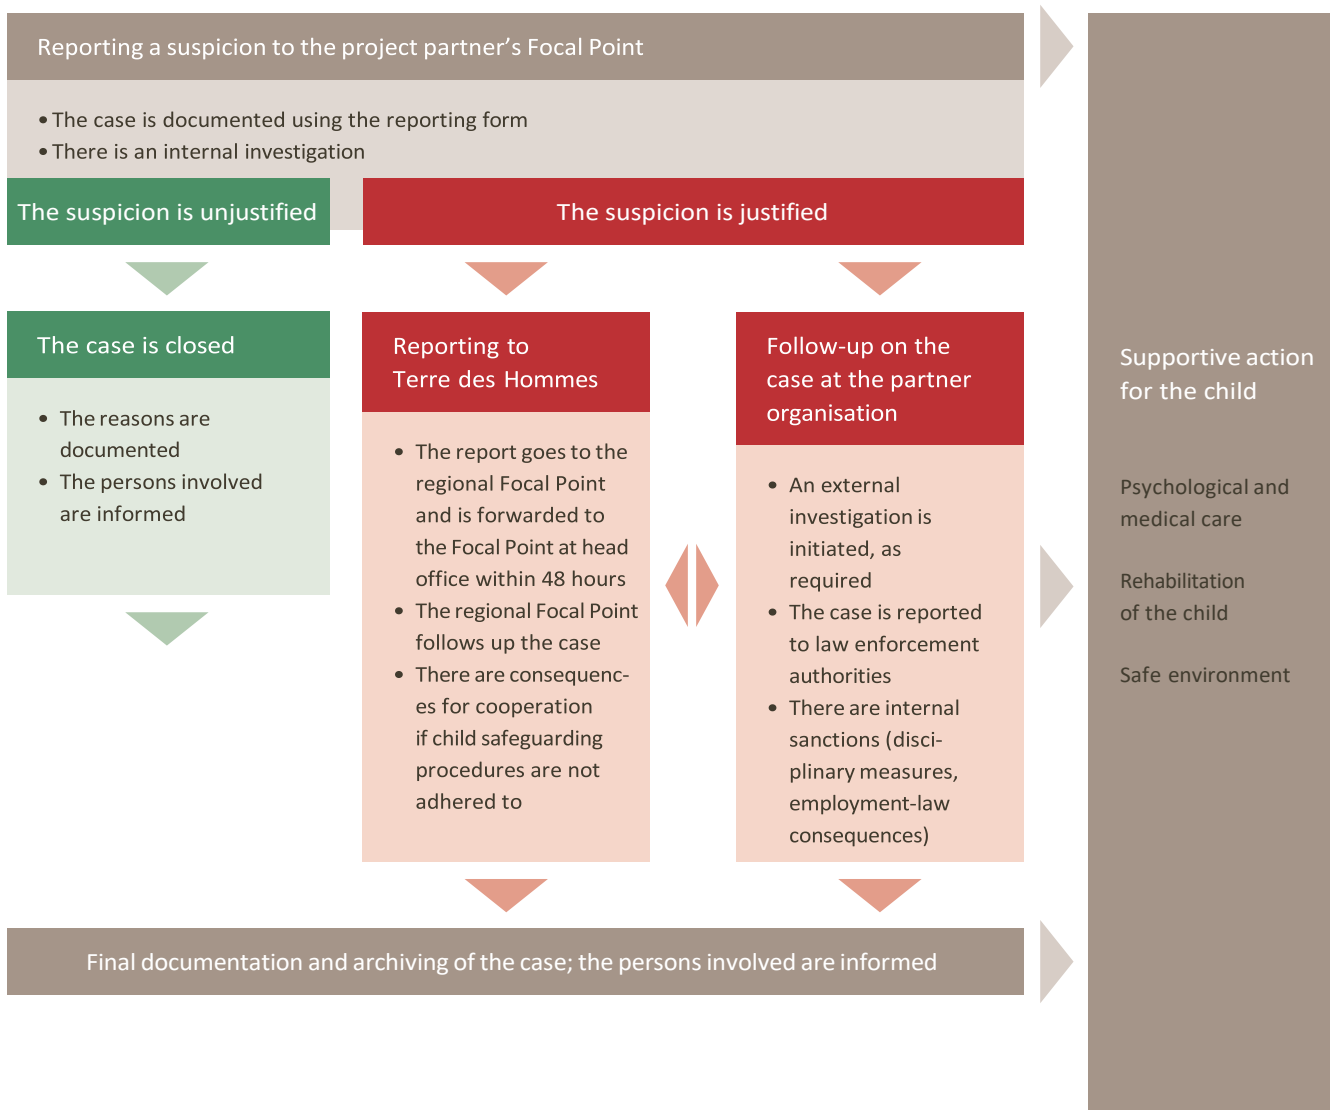 Reporting a suspicion to the project partner’s Focal Point
• The case is documented using the reporting form
• There is an internal investigation
The suspicion is unjustified
The suspicion is justified
The case is closed
• The reasons are
documented
• The persons involved
are informed
Reporting to
Terre des Hommes
• The report goes to the
regional Focal Point
and is forwarded to
the Focal Point at head
office within 48 hours
• The regional Focal Point
follows up the case
• There are consequenc-
es for cooperation
if child safeguarding
procedures are not
adhered to
Follow-up on the
case at the partner
organisation
• An external
investigation is
initiated, as
required
• The case is reported
to law enforcement
authorities
• There are internal
sanctions (disci-
plinary measures,
employment-law
consequences)
Final documentation and archiving of the case; the persons involved are informed
Supportive action
for the child
Psychological and
medical care
Rehabilitation
of the child
Safe environment